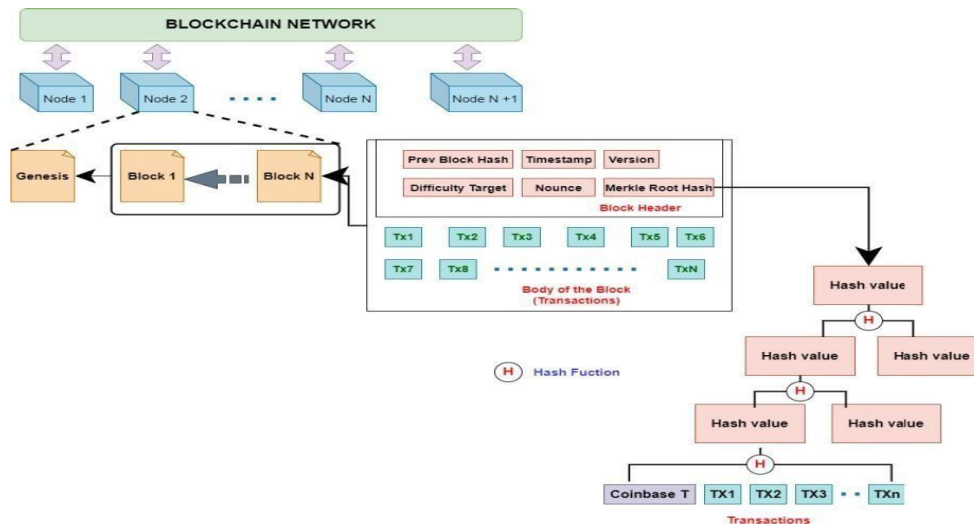 BLOCKCHAIN NETWORK
Node 1
Node 2
Node N
Node N +1
Genesis
Block 1
Block N
Prev Block Hash
Timestamp
Version
Difficulty Target
Nounce
Merkle Root Hash
Block Header
Tx1
Tx2
Tx3
Tx4
Tx5
Tx6
Tx7
Tx8
TxN
Body of the Block
(Transactions)
Hash value
H
Hash value
Hash value
H Hash Fuction
H
Hash value
Hash value
H
Coinbase T
TX1
TX2
TX3
TXn
Transactions